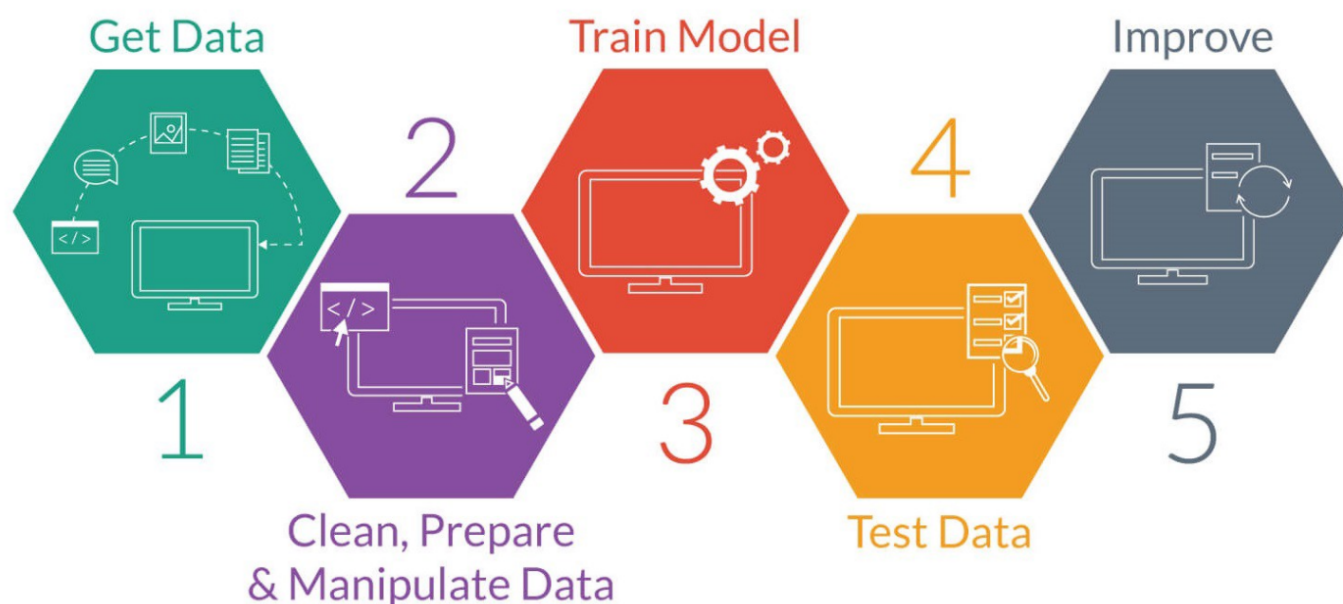 Get Data
1
2
Clean, Prepare
& Manipulate Data
Train Model
3
4
Test Data
Improve
5
</>
</>